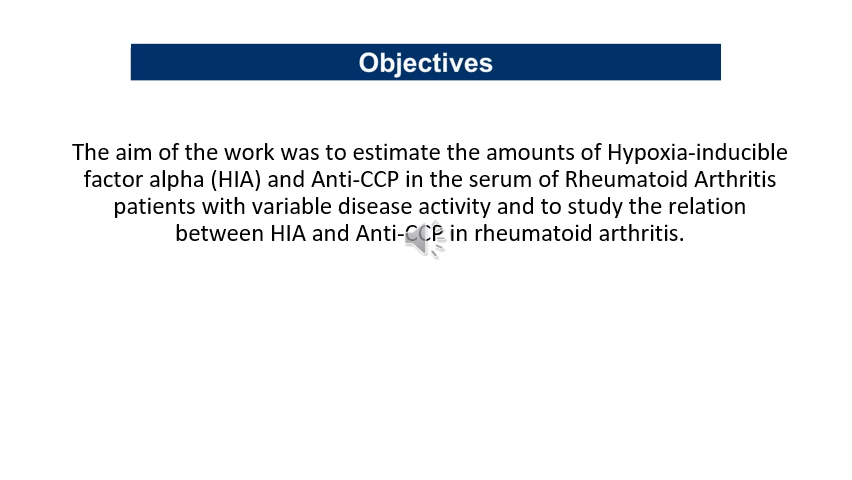 Objectives
The aim of the work was to estimate the amounts of Hypoxia-inducible
factor alpha (HIA) and Anti-CCP in the serum of Rheumatoid Arthritis
patients with variable disease activity and to study the relation
between HIA and Anti-CCP in rheumatoid arthritis.